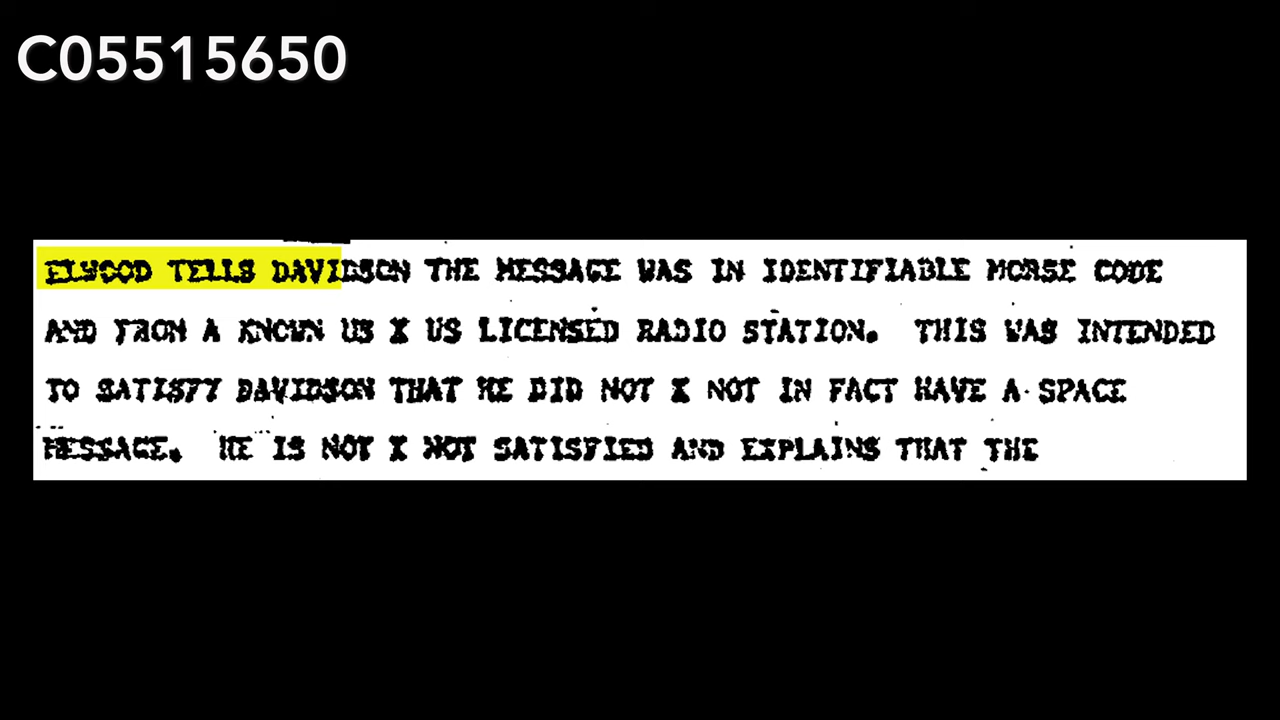 C05515650
ELWOOD TELLS DAVIDSON THE MESSAGE WAS IN IDENTIFIABLE MORSE CODE
AND FROM A KNOWN US X US LICENSED RADIO STATION. THIS WAS INTENDED
TO SATISFY DAVIDSON THAT HE DID NOT X NOT IN FACT HAVE A SPACE
MESSAGE. HE IS NOT X NOT SATISFIED AND EXPLAINS THAT THE